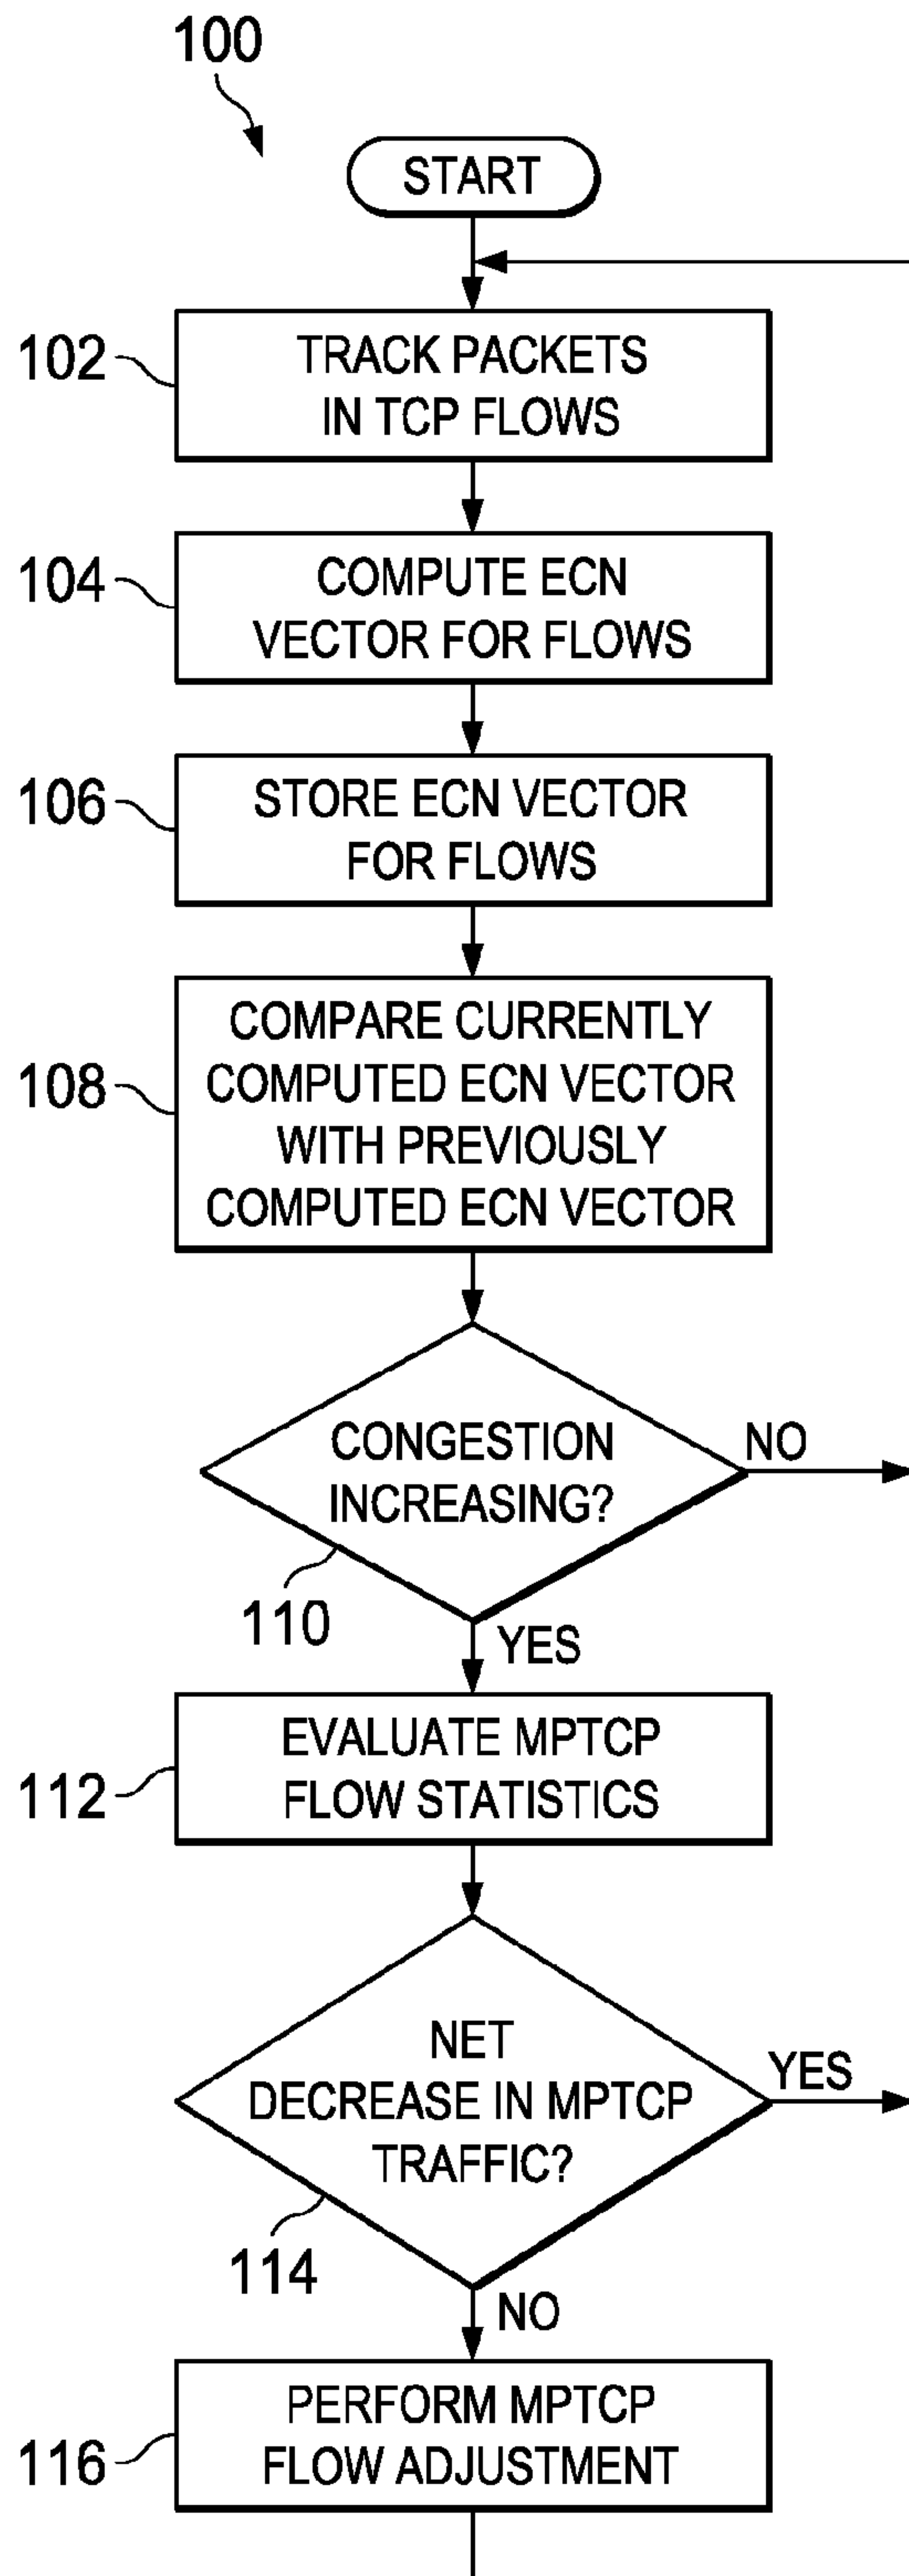 100
START
102
TRACK PACKETS
IN TCP FLOWS
104
COMPUTE ECN
VECTOR FOR FLOWS
106
STORE ECN VECTOR
FOR FLOWS
108
COMPARE CURRENTLY
COMPUTED ECN VECTOR
WITH PREVIOUSLY
COMPUTED ECN VECTOR
CONGESTION
INCREASING?
NO
110
YES
112
EVALUATE MPTCP
FLOW STATISTICS
NET
DECREASE IN MPTCP
TRAFFIC?
YES
114
NO
116
PERFORM MPTCP
FLOW ADJUSTMENT